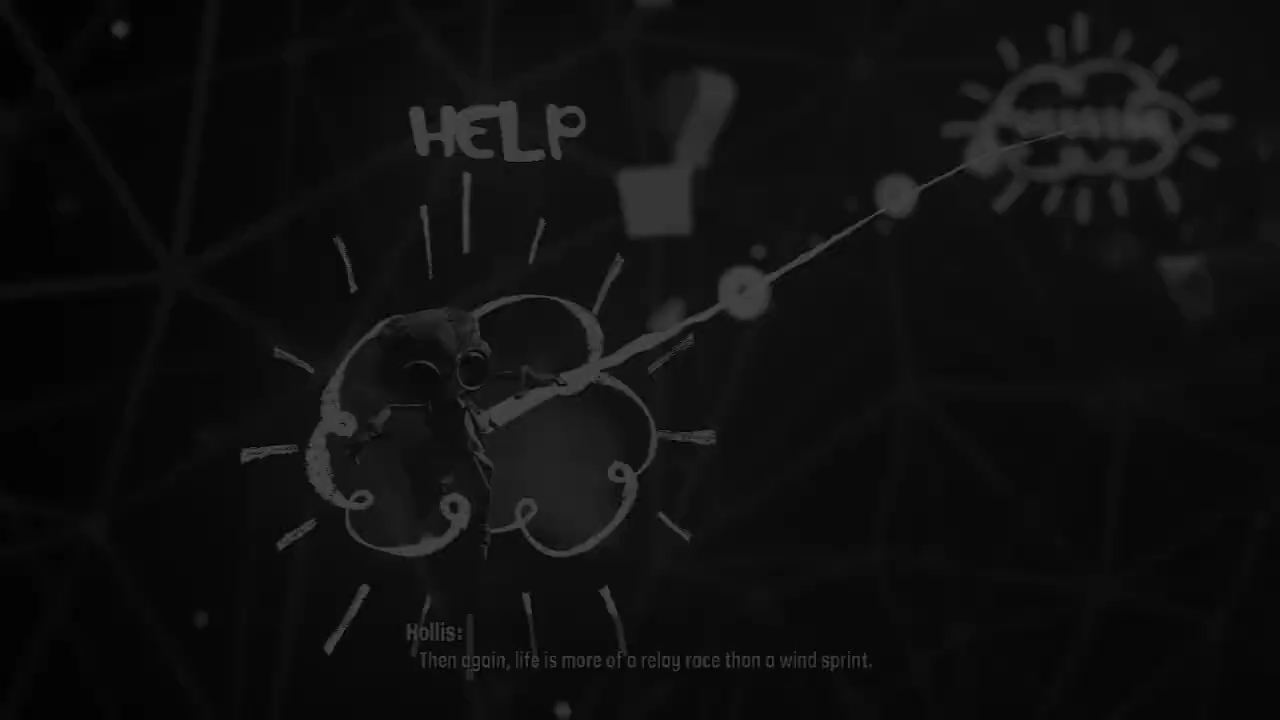 HELP
Hollis:
Then again, life is more of a relay race than a wind sprint.